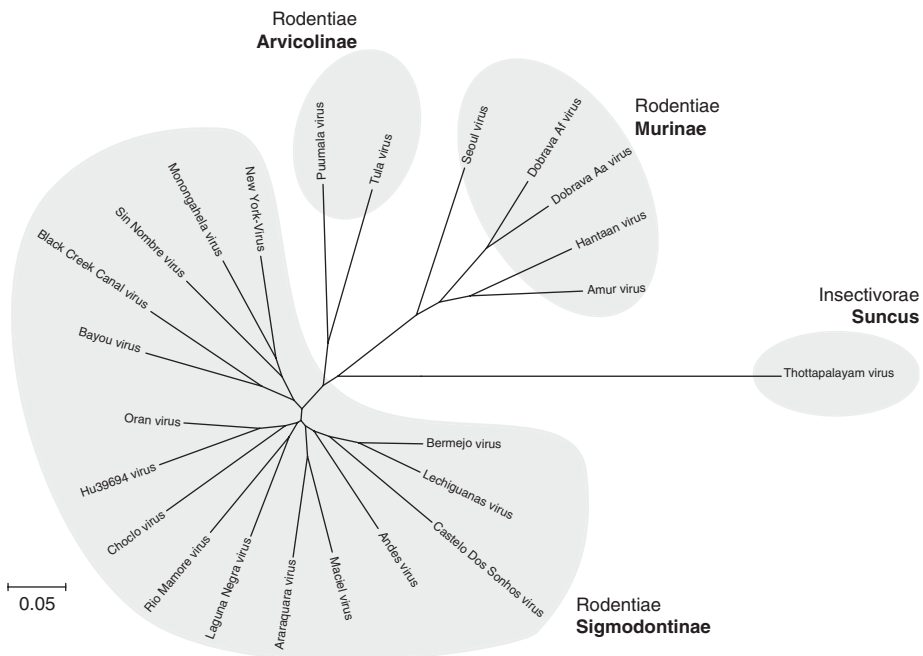 Rodentiae
Arvicolinae
Puumala virus
Tula virus
Seoul virus
Dobrava Af virus
Dobrava Aa virus
Hantaan virus
Amur virus
Rodentiae
Murinae
Insectivorae
Suncus
Thottapalayam virus
New York-Virus
Monongahela virus
Sin Nombre virus
Black Creek Canal virus
Bayou virus
Oran virus
Hu39694 virus
Choclo virus
Rio Mamore virus
Laguna Negra virus
Araraquara virus
Maciel virus
Andes virus
Castelo Dos Sonhos virus
Lechiguanas virus
Bermejo virus
Rodentiae
Sigmodontinae
0.05